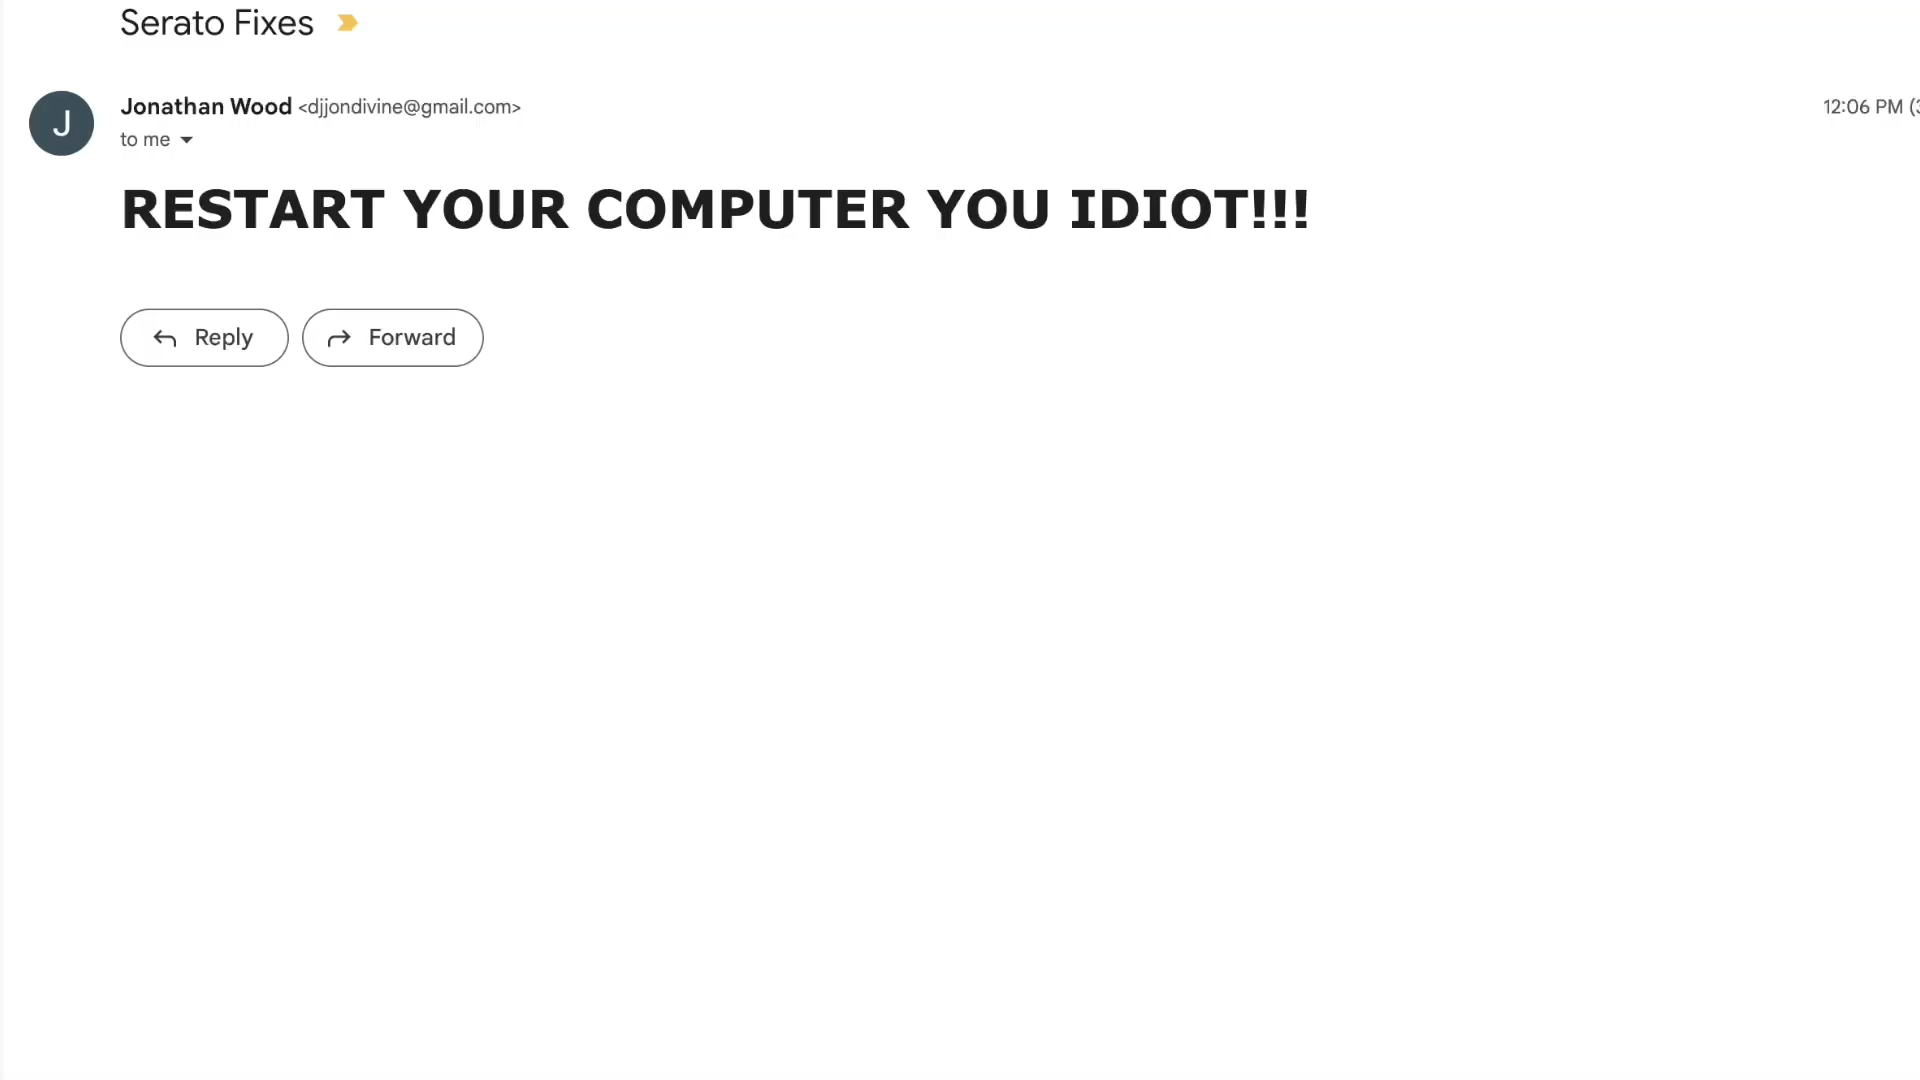 Serato Fixes
J
Jonathan Wood <djjondivine@gmail.com>
12:06 PM (3
to me
RESTART YOUR COMPUTER YOU IDIOT!!!
Reply
Forward